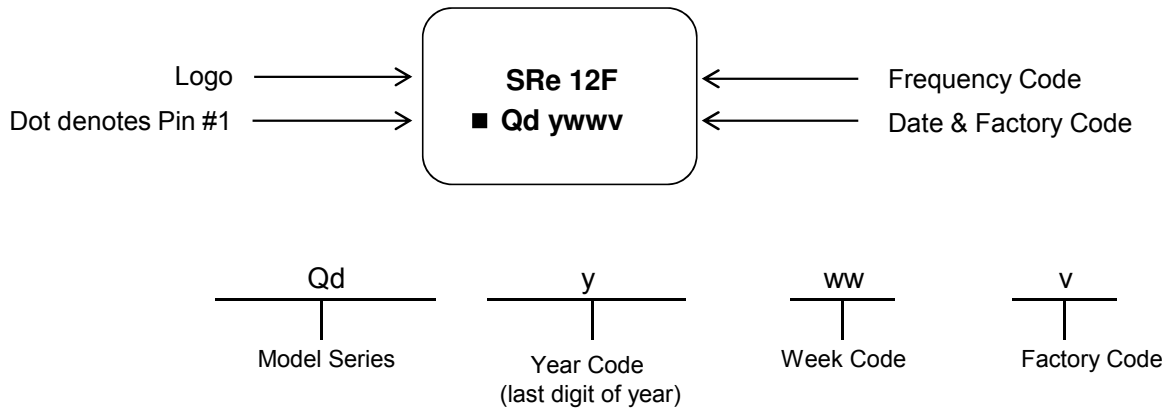 Logo SRe 12F Frequency Code
Dot denotes Pin #1 ■ Qd ywwv Date & Factory Code
Qd y ww v
Model Series Year Code Week Code Factory Code
(last digit of year)